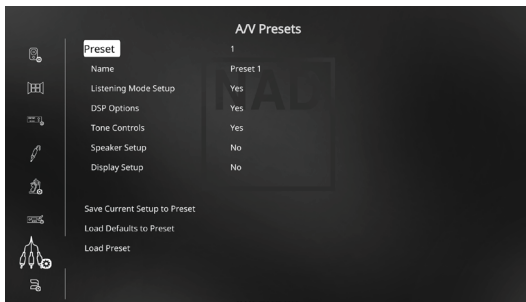 A/V Presets
Preset 1
Name Preset 1
Listening Mode Setup Yes
DSP Options Yes
Tone Controls Yes
Speaker Setup No
Display Setup No
Save Current Setup to Preset
Load Defaults to Preset
Load Preset
NAD